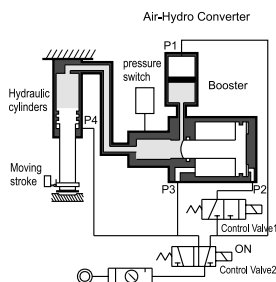 Air-Hydro Converter
P1
pressure
switch
Booster
Hydraulic
cylinders
P4
Moving
stroke
P3
P2
Control Valve1
ON
Control Valve2